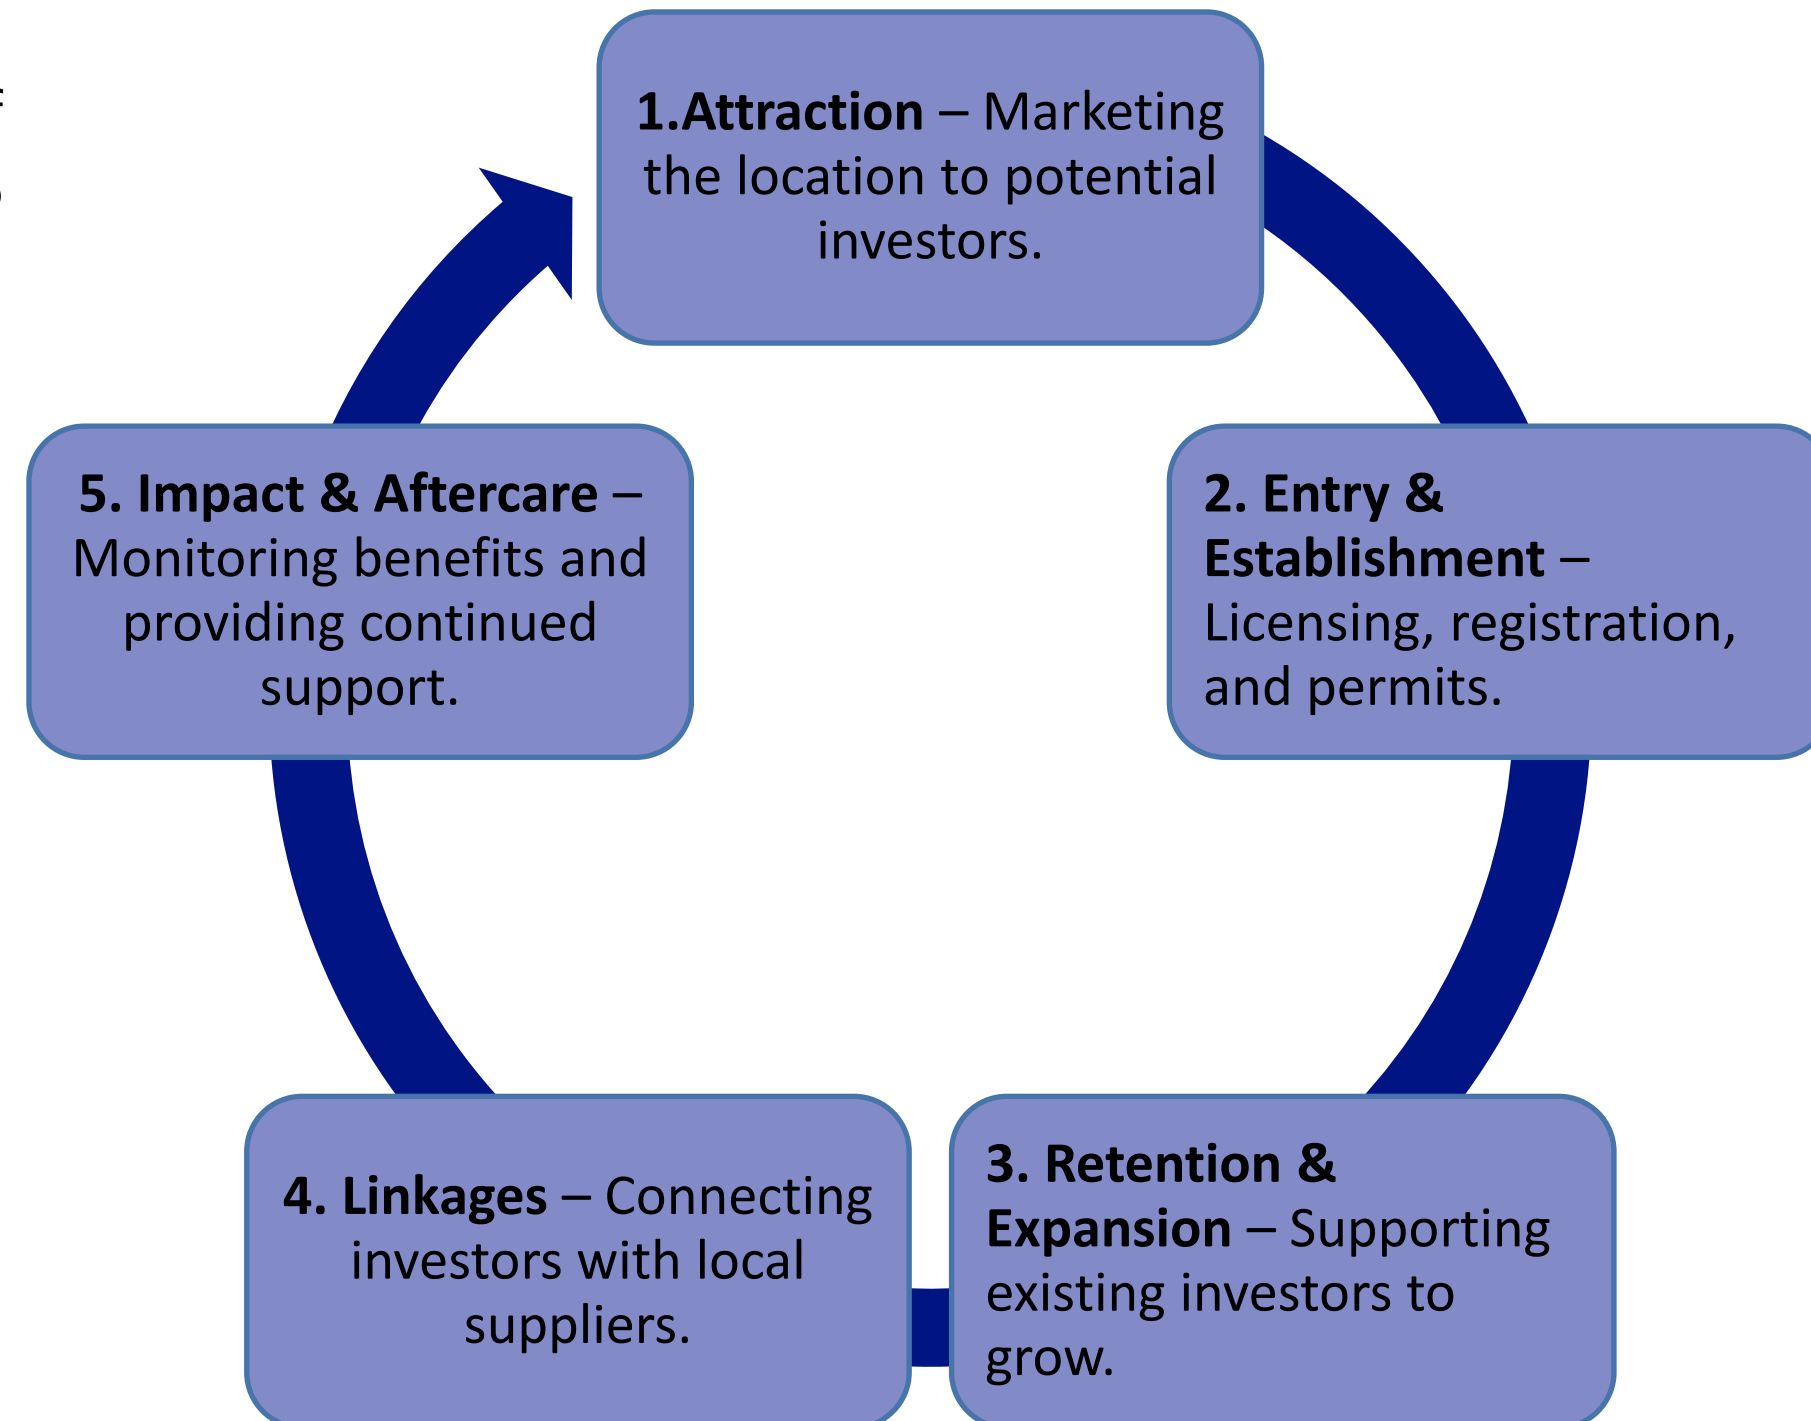 1.Attraction – Marketing
the location to potential
investors.
2. Entry &
Establishment –
Licensing, registration,
and permits.
3. Retention &
Expansion – Supporting
existing investors to
grow.
4. Linkages – Connecting
investors with local
suppliers.
5. Impact & Aftercare –
Monitoring benefits and
providing continued
support.